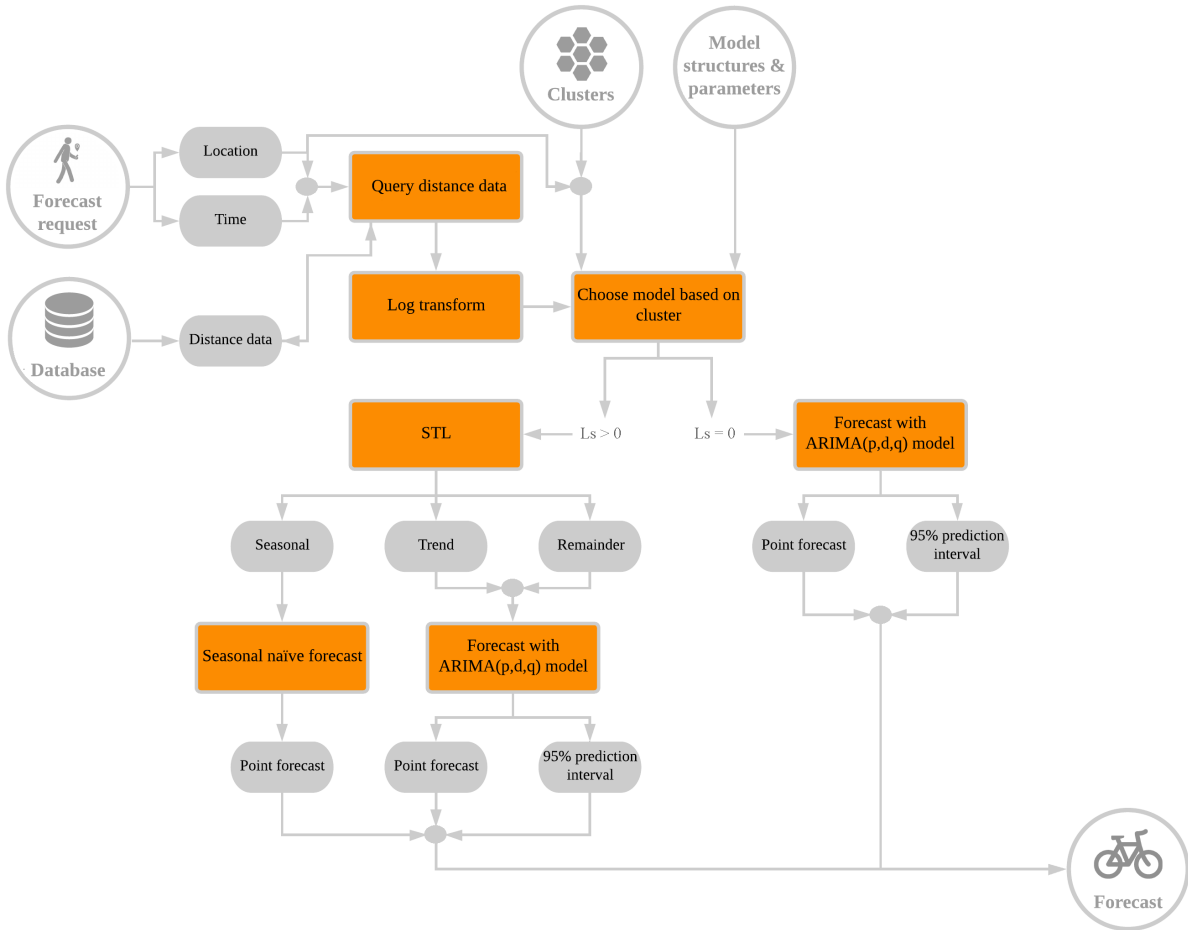 Clusters
Model
structures &
parameters
Forecast
request
Location
Time
Query distance data
Database
Distance data
Log transform
Choose model based on
cluster
STL
Ls > 0
Ls = 0
Forecast with
ARIMA(p,d,q) model
Seasonal
Trend
Remainder
Point forecast
95% prediction
interval
Seasonal naïve forecast
Forecast with
ARIMA(p,d,q) model
Point forecast
Point forecast
95% prediction
interval
Forecast